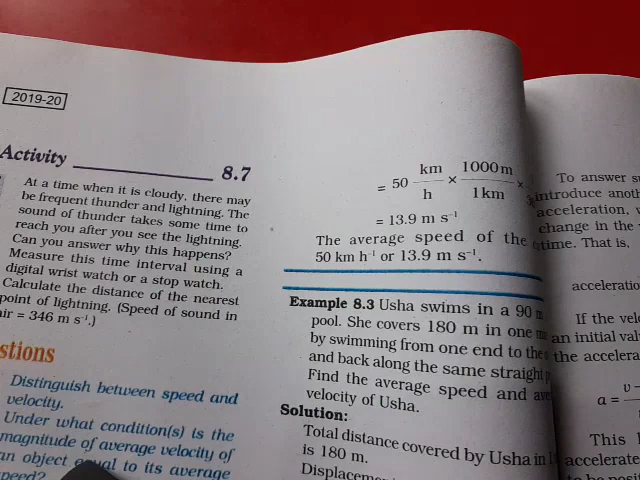 2019-20
Activity 8.7
At a time when it is cloudy, there may
be frequent thunder and lightning. The
sound of thunder takes some time to
reach you after you see the lightning.
Can you answer why this happens?
Measure this time interval using a
digital wrist watch or a stop watch.
Calculate the distance of the nearest
point of lightning. (Speed of sound in
air = 346 m s⁻¹.)
stions
Distinguish between speed and
velocity.
Under what condition(s) is the
magnitude of average velocity of
an object equal to its average
speed?
= 50 km/h × 1000 m/1 km ×
= 13.9 m s⁻¹
The average speed of the
50 km h⁻¹ or 13.9 m s⁻¹.
Example 8.3 Usha swims in a 90 m
pool. She covers 180 m in one
by swimming from one end to the
and back along the same straight
Find the average speed and
velocity of Usha.
Solution:
Total distance covered by Usha in 1
is 180 m.
Displacem
To answer
introduce anot
acceleration,
change in the
time. That is,
acceleratio
If the velo
an initial val
the accelera
a =
This
accelerate
to be posi